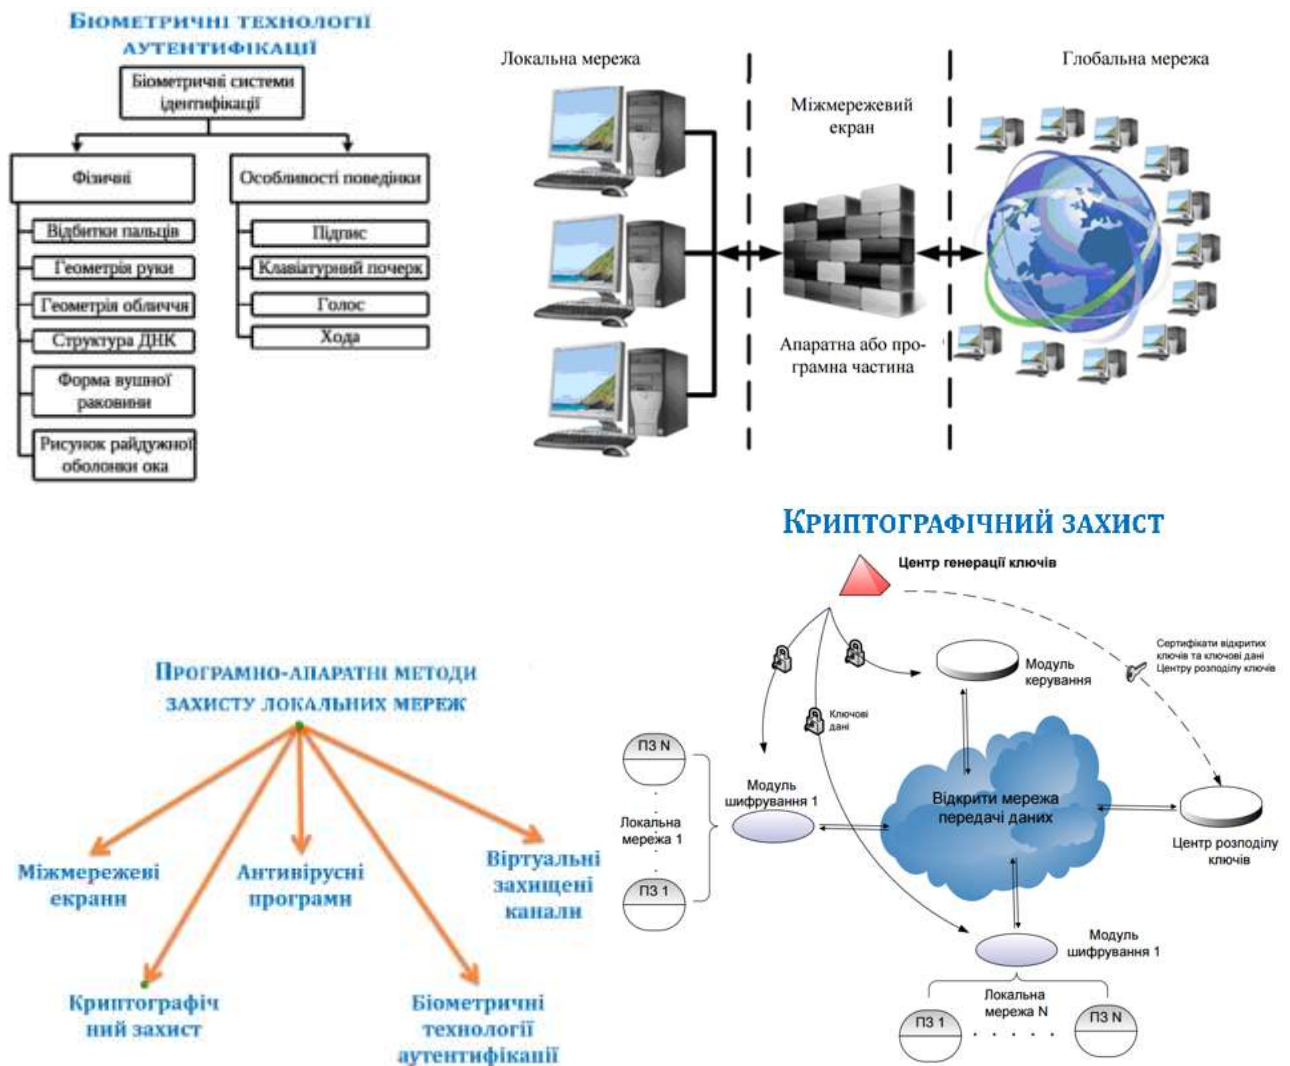 БІОМЕТРИЧНІ ТЕХНОЛОГІЇ
АУТЕНТИФІКАЦІЇ
Біометричні системи
ідентифікації
Фізичні
Відбитки пальців
Геометрія руки
Геометрія обличчя
Структура ДНК
Форма вушної
раковини
Рисунок райдужної
оболонки ока
Особливості поведінки
Підпис
Клавіатурний почерк
Голос
Хода
Локальна мережа
Міжмережевий
екран
Апаратна або про-
грамна частина
Глобальна мережа
ПРОГРАМНО-АПАРАТНІ МЕТОДИ
ЗАХИСТУ ЛОКАЛЬНИХ МЕРЕЖ
Міжмережеві
екрани
Антивірусні
програми
Віртуальні
захищені
канали
Криптографіч
ний захист
Біометричні
технології
аутентифікації
КРИПТОГРАФІЧНИЙ ЗАХИСТ
Центр генерації ключів
Сертифікати відкритих
ключів та ключові дані
Центру розподілу ключів
Модуль
керування
Ключові
дані
ПЗ N
Локальна
мережа 1
ПЗ 1
Модуль
шифрування 1
Відкрити мережа
передачі даних
Центр розподілу
ключів
Модуль
шифрування 1
Локальна
мережа N
ПЗ 1
ПЗ N